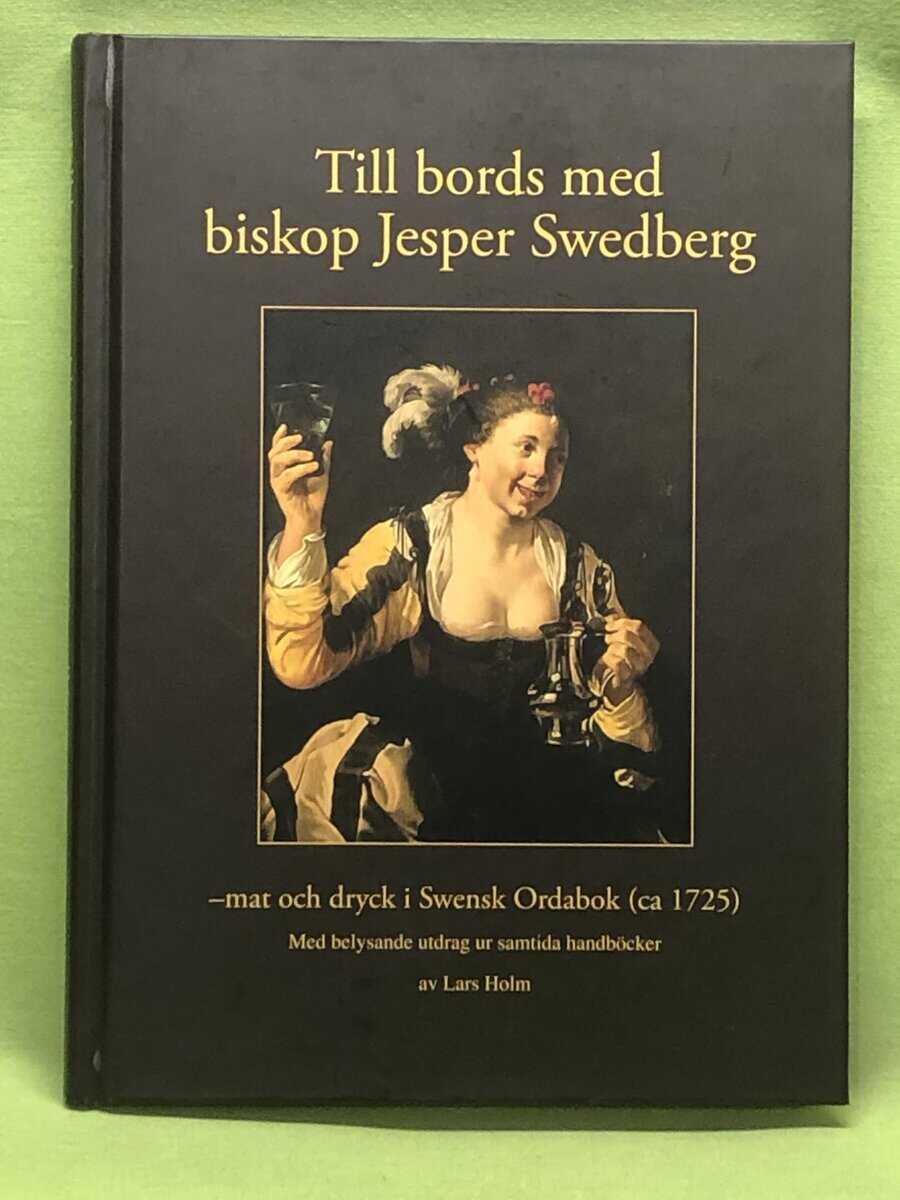 Till bords med
biskop Jesper Swedberg
–mat och dryck i Swensk Ordabok (ca 1725)
Med belysande utdrag ur samtida handböcker
av Lars Holm